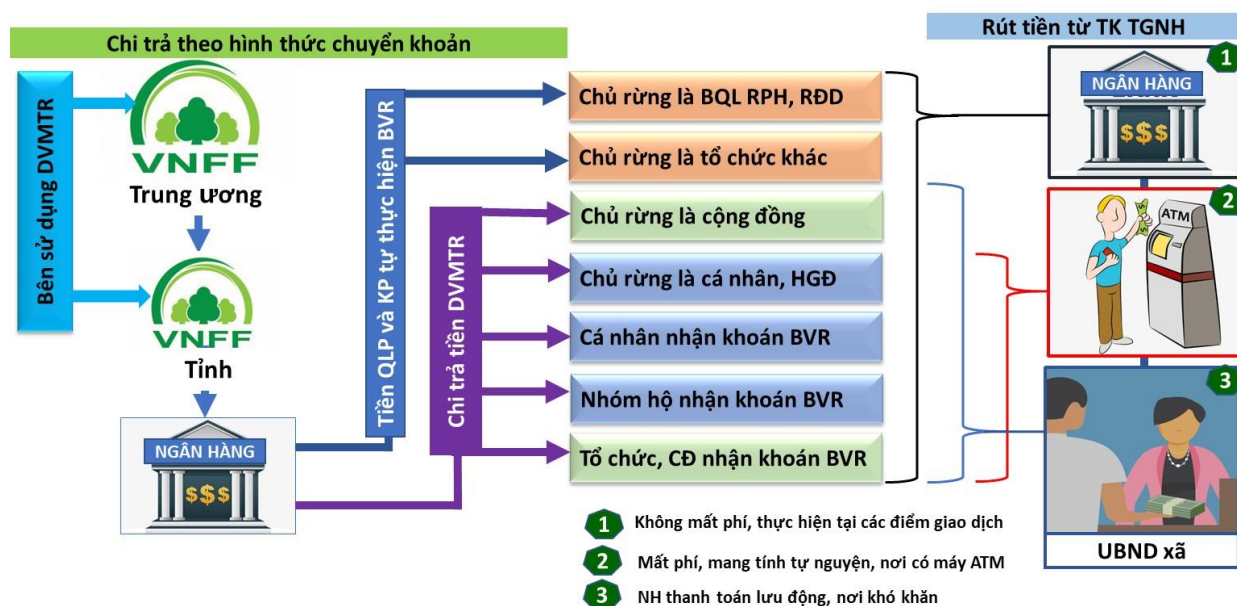 Chi trả theo hình thức chuyển khoản
Rút tiền từ TK TGNH
Bên sử dụng DVMTR
VNFF
Trung ương
VNFF
Tỉnh
NGÂN HÀNG
$$$
Tiền QLP và KP tự thực hiện BVR
Chi trả tiền DVMTR
Chủ rừng là BQL RPH, RĐD
Chủ rừng là tổ chức khác
Chủ rừng là cộng đồng
Chủ rừng là cá nhân, HGĐ
Cá nhân nhận khoán BVR
Nhóm hộ nhận khoán BVR
Tổ chức, CĐ nhận khoán BVR
1
NGÂN HÀNG
$$$
2
ATM
3
UBND xã
1 Không mất phí, thực hiện tại các điểm giao dịch
2 Mất phí, mang tính tự nguyện, nơi có máy ATM
3 NH thanh toán lưu động, nơi khó khăn